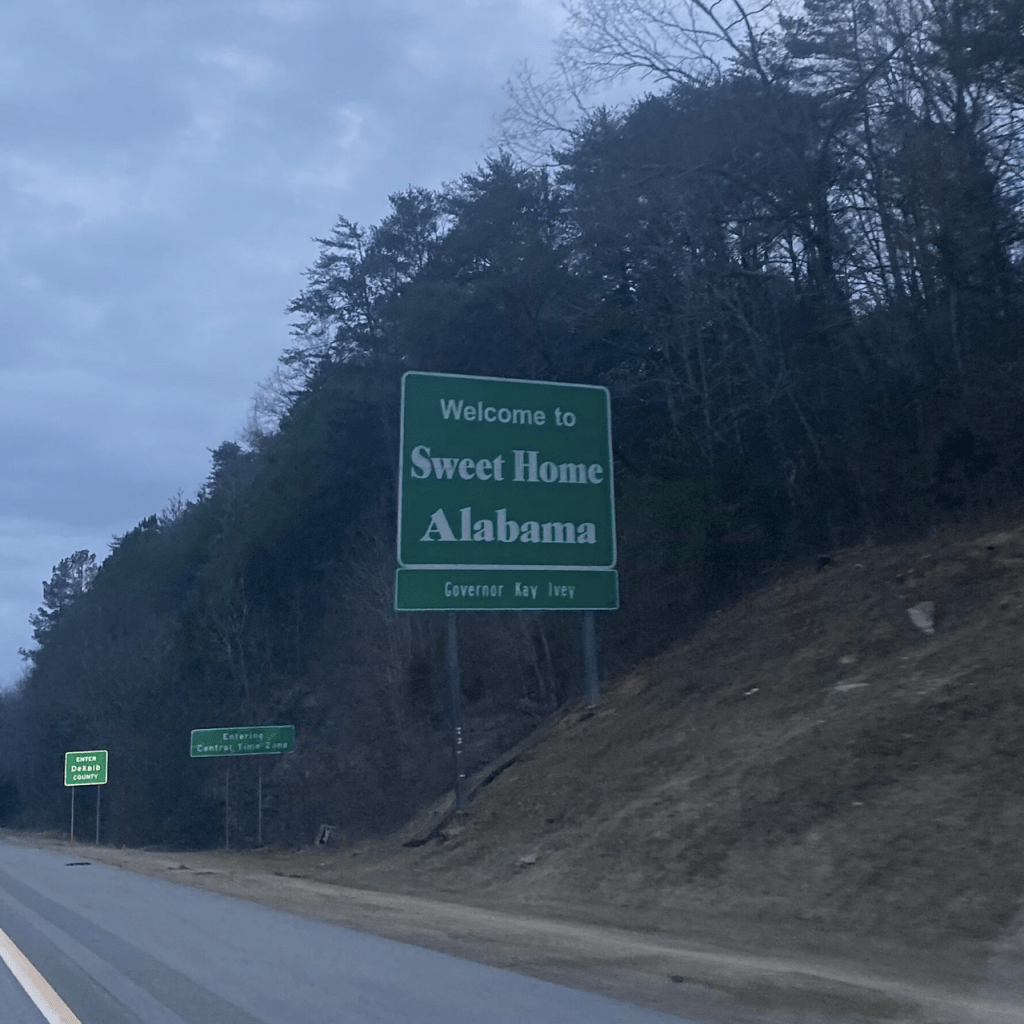 Welcome to
Sweet Home
Alabama
Governor Kay Ivey
Entering
Central Time Zone
ENTER
DeKalb
COUNTY